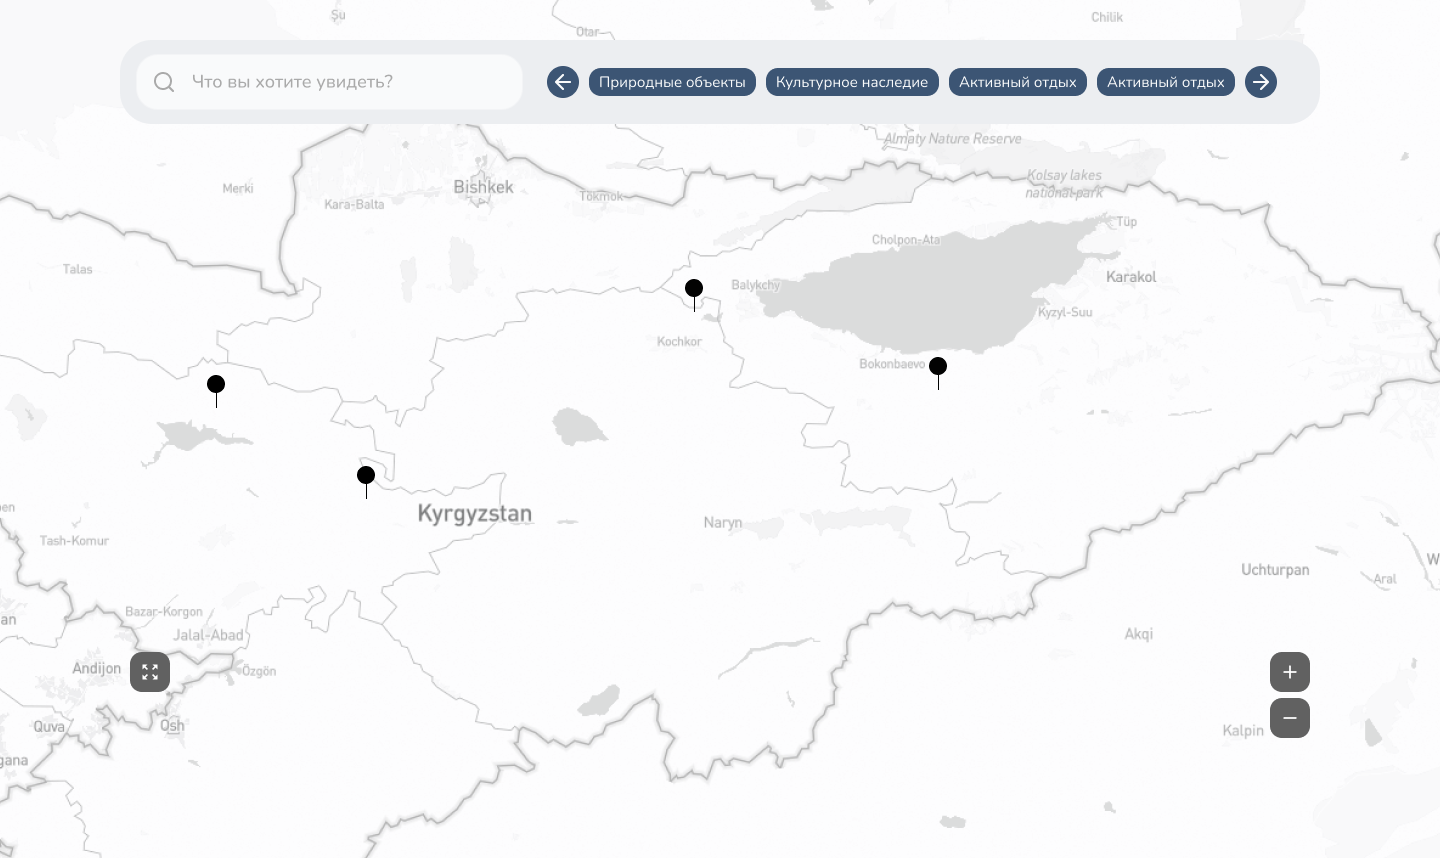 Şu
Otar
Chilik
Что вы хотите увидеть?
Природные объекты
Культурное наследие
Активный отдых
Активный отдых
Almaty Nature Reserve
Kolsay lakes
national park
Merki
Bishkek
Kara-Balta
Tokmok
Tüp
Cholpon-Ata
Talas
Karakol
Balykchy
Kyzyl-Suu
Kochkor
Bokonbaevo
Kyrgyzstan
Naryn
Tash-Komur
Uchturpan
Aral
Bazar-Korgon
Jalal-Abad
Akqi
Andijon
Özgön
Quva
Osh
Kalpin